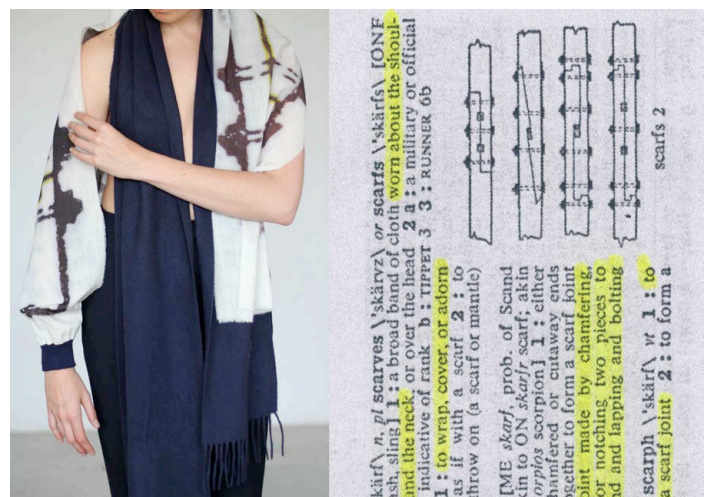 kärf\ n, pl scarves \'skärvz\ or scarfs \'skärfs\ [ONF
ash, sling] 1 : a broad band of cloth worn about the shoul-
and the neck, or over the head 2 a : a military or official
indicative of rank b : TIPPET 3 3 : RUNNER 6b
1 : to wrap, cover, or adorn
as if with a scarf 2 : to
throw on (a scarf or mantle)
[ME skarf, prob. of Scand
kin to ON skarfr scarf; akin
orpios scorpion] 1 : either
hamfered or cutaway ends
ogether to form a scarf joint
oint made by chamfering,
or notching two pieces to
d and lapping and bolting
scarph \'skärf\ vt 1 : to
a scarf joint 2 : to form a
scarfs 2